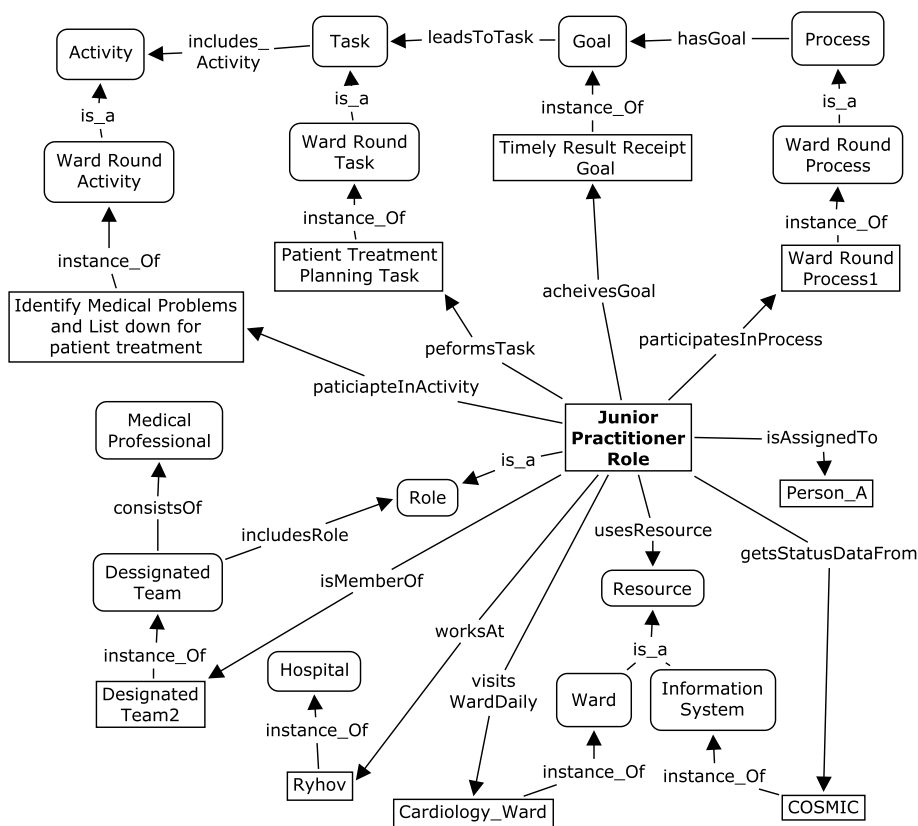 Activity
includes_
Activity
Task
leadsToTask
Goal
hasGoal
Process
is_a
is_a
instance_Of
is_a
Ward Round
Activity
Ward Round
Task
Timely Result Receipt
Goal
Ward Round
Process
instance_Of
instance_Of
instance_Of
Patient Treatment
Planning Task
Ward Round
Process1
Identify Medical Problems
and List down for
patient treatment
acheivesGoal
peformsTask
participatesInProcess
paticiapteInActivity
Junior
Practitioner
Role
Medical
Professional
isAssignedTo
is_a
Role
Person_A
consistsOf
includesRole
usesResource
getsStatusDataFrom
Dessignated
Team
isMemberOf
Resource
worksAt
instance_Of
is_a
Hospital
visits
WardDaily
Ward
Information
System
Designated
Team2
instance_Of
instance_Of
instance_Of
Ryhov
Cardiology_Ward
COSMIC